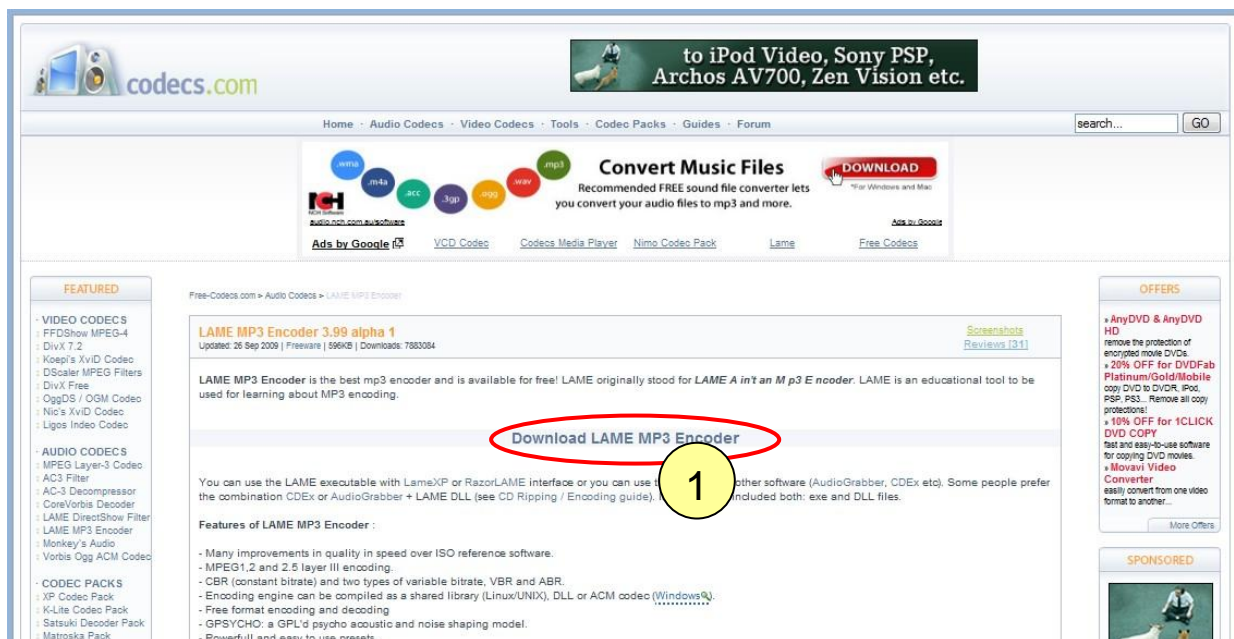 codecs.com
to iPod Video, Sony PSP,
Archos AV700, Zen Vision etc.
Home · Audio Codecs · Video Codecs · Tools · Codec Packs · Guides · Forum
search... GO
.wma
.m4a
.acc
.3gp
.ogg
.wav
.mp3
NCH Software
audio.nch.com.au/software
Convert Music Files
Recommended FREE sound file converter lets
you convert your audio files to mp3 and more.
DOWNLOAD
*For Windows and Mac
Ads by Google
Ads by Google VCD Codec Codecs Media Player Nimo Codec Pack Lame Free Codecs
FEATURED
· VIDEO CODECS
: FFDShow MPEG-4
: DivX 7.2
: Koepi's XviD Codec
: DScaler MPEG Filters
: DivX Free
: OggDS / OGM Codec
: Nic's XviD Codec
: Ligos Indeo Codec
· AUDIO CODECS
: MPEG Layer-3 Codec
: AC3 Filter
: AC-3 Decompressor
: CoreVorbis Decoder
: LAME DirectShow Filter
: LAME MP3 Encoder
: Monkey's Audio
: Vorbis Ogg ACM Codec
· CODEC PACKS
: XP Codec Pack
: K-Lite Codec Pack
: Satsuki Decoder Pack
: Matroska Pack
Free-Codecs.com » Audio Codecs » LAME MP3 Encoder
LAME MP3 Encoder 3.99 alpha 1
Updated: 26 Sep 2009 | Freeware | 596KB | Downloads: 7883084
Screenshots
Reviews [31]
LAME MP3 Encoder is the best mp3 encoder and is available for free! LAME originally stood for LAME A in't an M p3 E ncoder. LAME is an educational tool to be
used for learning about MP3 encoding.
Download LAME MP3 Encoder
1
You can use the LAME executable with LameXP or RazorLAME interface or you can use other software (AudioGrabber, CDEx etc). Some people prefer
the combination CDEx or AudioGrabber + LAME DLL (see CD Ripping / Encoding guide). included both: exe and DLL files.
Features of LAME MP3 Encoder :
- Many improvements in quality in speed over ISO reference software.
- MPEG1,2 and 2.5 layer III encoding.
- CBR (constant bitrate) and two types of variable bitrate, VBR and ABR.
- Encoding engine can be compiled as a shared library (Linux/UNIX), DLL or ACM codec (Windows).
- Free format encoding and decoding
- GPSYCHO: a GPL'd psycho acoustic and noise shaping model.
- Powerfull and easy to use presets.
OFFERS
» AnyDVD & AnyDVD
HD
remove the protection of
encrypted movie DVDs.
» 20% OFF for DVDFab
Platinum/Gold/Mobile
copy DVD to DVDR, iPod,
PSP, PS3... Remove all copy
protections!
» 10% OFF for 1CLICK
DVD COPY
fast and easy-to-use software
for copying DVD movies.
» Movavi Video
Converter
easily convert from one video
format to another...
More Offers
SPONSORED